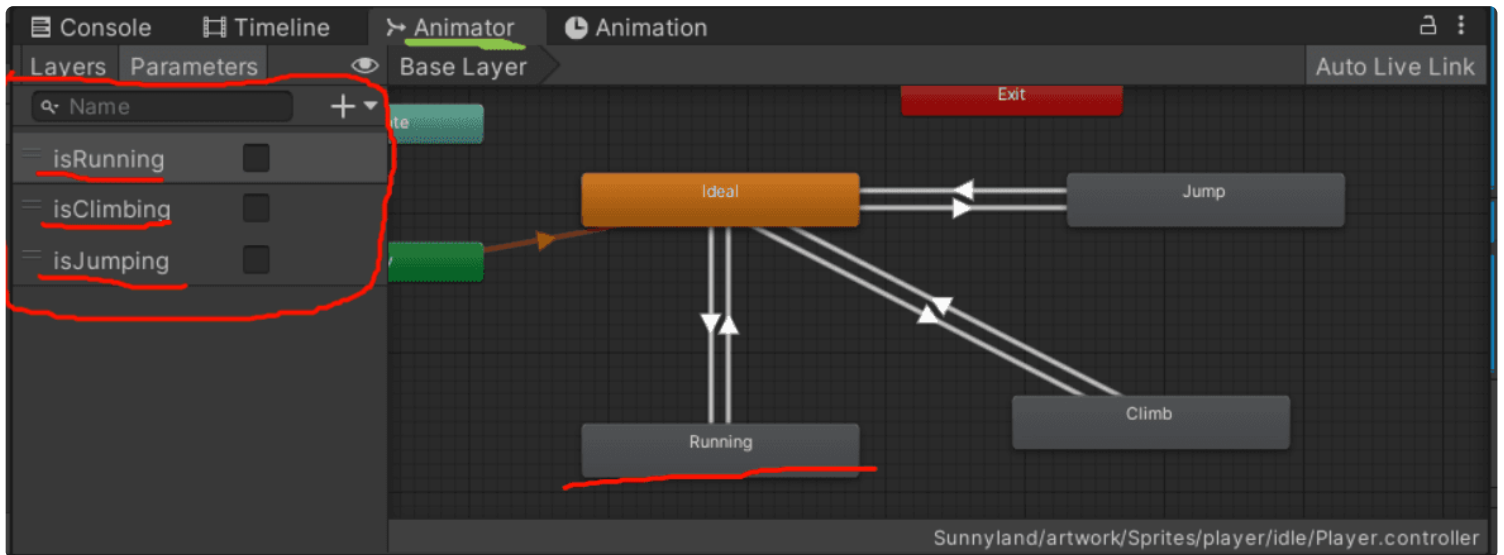 Console Timeline Animator Animation
Layers Parameters Base Layer Auto Live Link
Name
Exit
isRunning
isClimbing
isJumping
Ideal
Jump
Running
Climb
Sunnyland/artwork/Sprites/player/idle/Player.controller